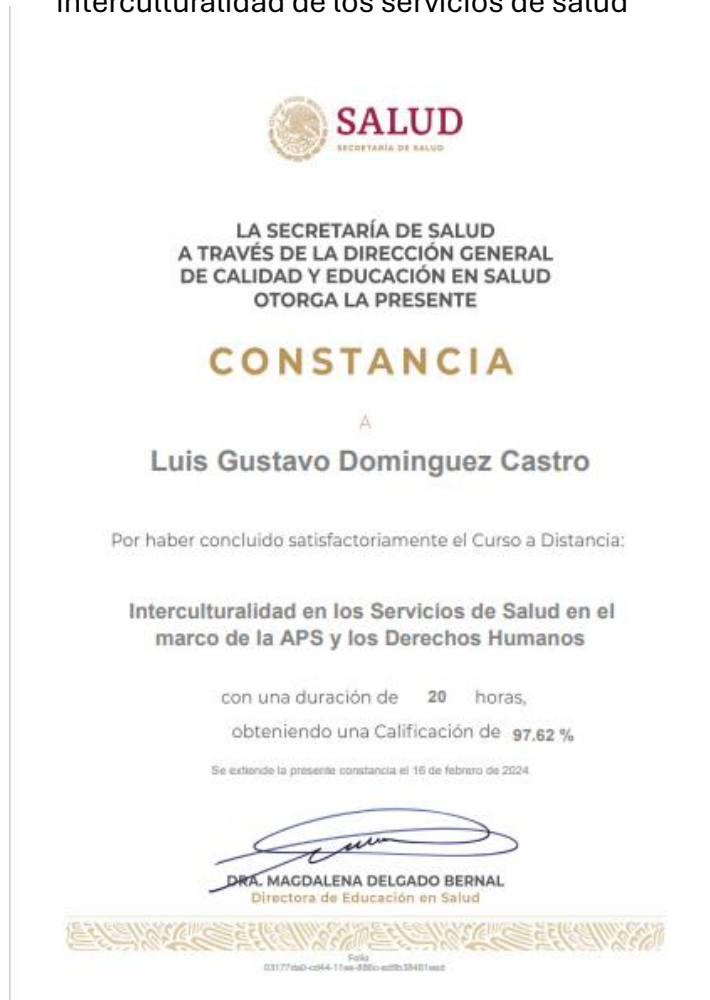 Interculturalidad de los servicios de salud
SALUD
SECRETARÍA DE SALUD
LA SECRETARÍA DE SALUD
A TRAVÉS DE LA DIRECCIÓN GENERAL
DE CALIDAD Y EDUCACIÓN EN SALUD
OTORGA LA PRESENTE
CONSTANCIA
A
Luis Gustavo Dominguez Castro
Por haber concluido satisfactoriamente el Curso a Distancia:
Interculturalidad en los Servicios de Salud en el
marco de la APS y los Derechos Humanos
con una duración de 20 horas,
obteniendo una Calificación de 97.62 %
Se extiende la presente constancia el 16 de febrero de 2024
DRA. MAGDALENA DELGADO BERNAL
Directora de Educación en Salud
Folio